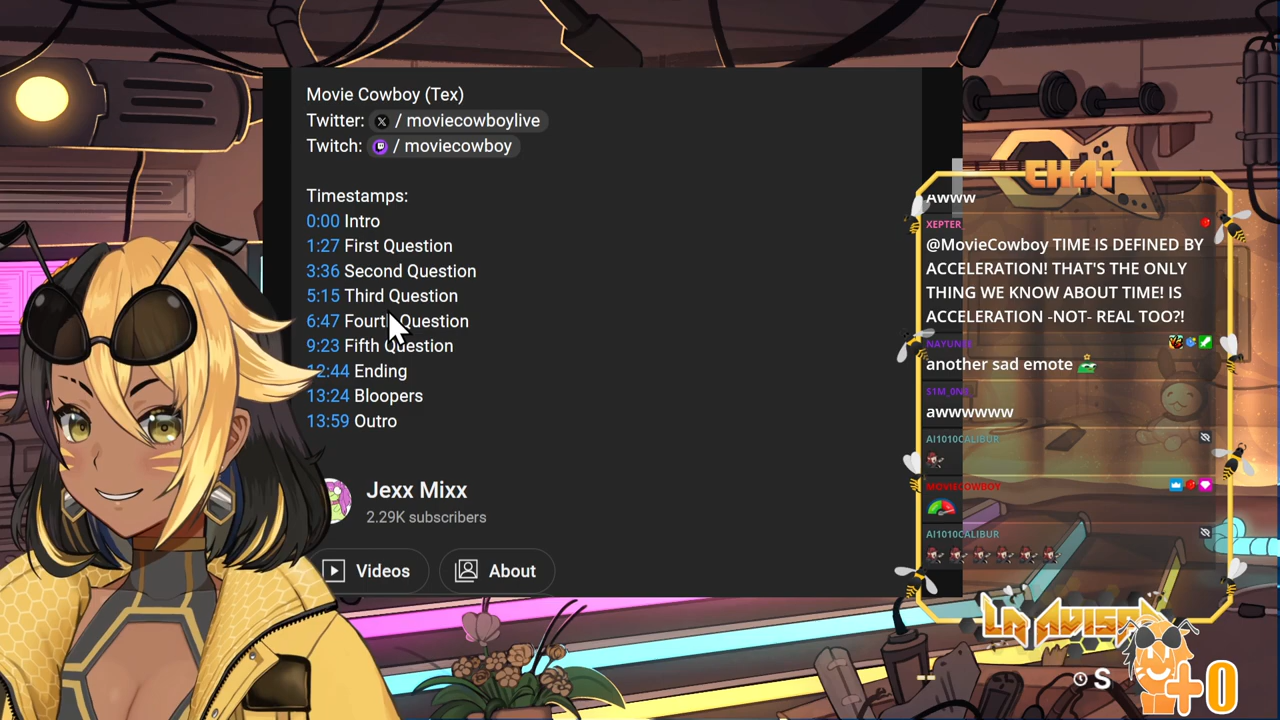 Movie Cowboy (Tex)
Twitter: / moviecowboylive
Twitch: / moviecowboy
Timestamps:
0:00 Intro
1:27 First Question
3:36 Second Question
5:15 Third Question
6:47 Fourth Question
9:23 Fifth Question
12:44 Ending
13:24 Bloopers
13:59 Outro
Jexx Mixx
2.29K subscribers
Videos
About
CHAT
Awww
XEPTER
@MovieCowboy TIME IS DEFINED BY
ACCELERATION! THAT'S THE ONLY
THING WE KNOW ABOUT TIME! IS
ACCELERATION -NOT- REAL TOO?!
another sad emote
awwwwww
AI1010CALIBUR
MOVIECOWBOY
AI1010CALIBUR
S
+0